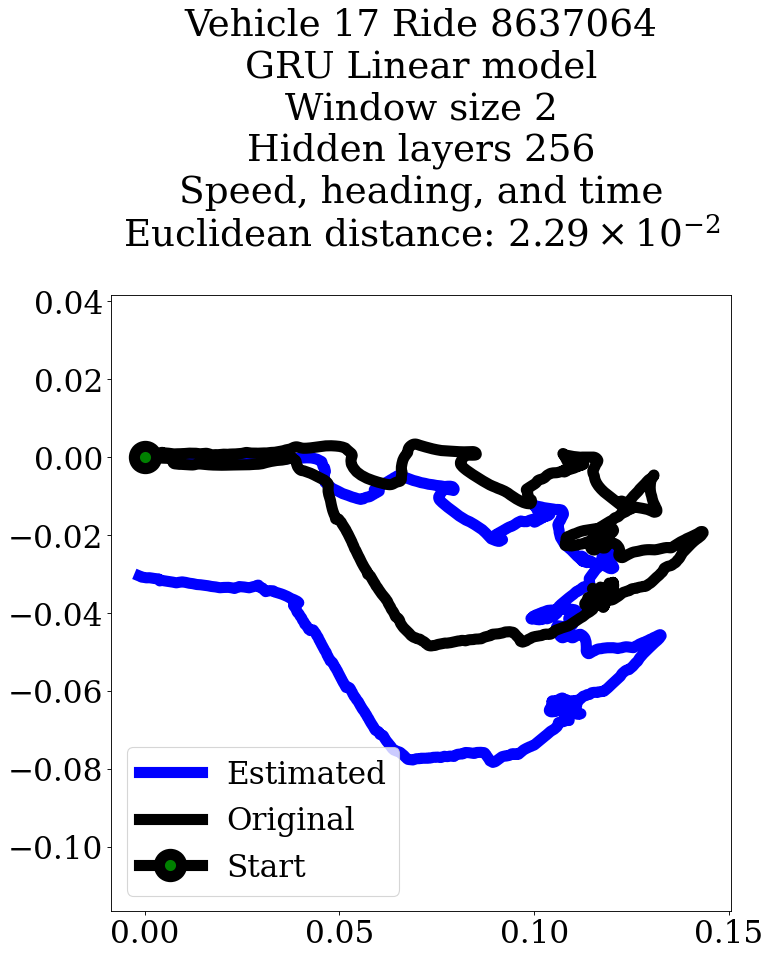 Vehicle 17 Ride 8637064
GRU Linear model
Window size 2
Hidden layers 256
Speed, heading, and time
Euclidean distance: 2.29 × 10⁻²
0.04
0.02
0.00
−0.02
−0.04
−0.06
−0.08
−0.10
Estimated
Original
Start
0.00 0.05 0.10 0.15